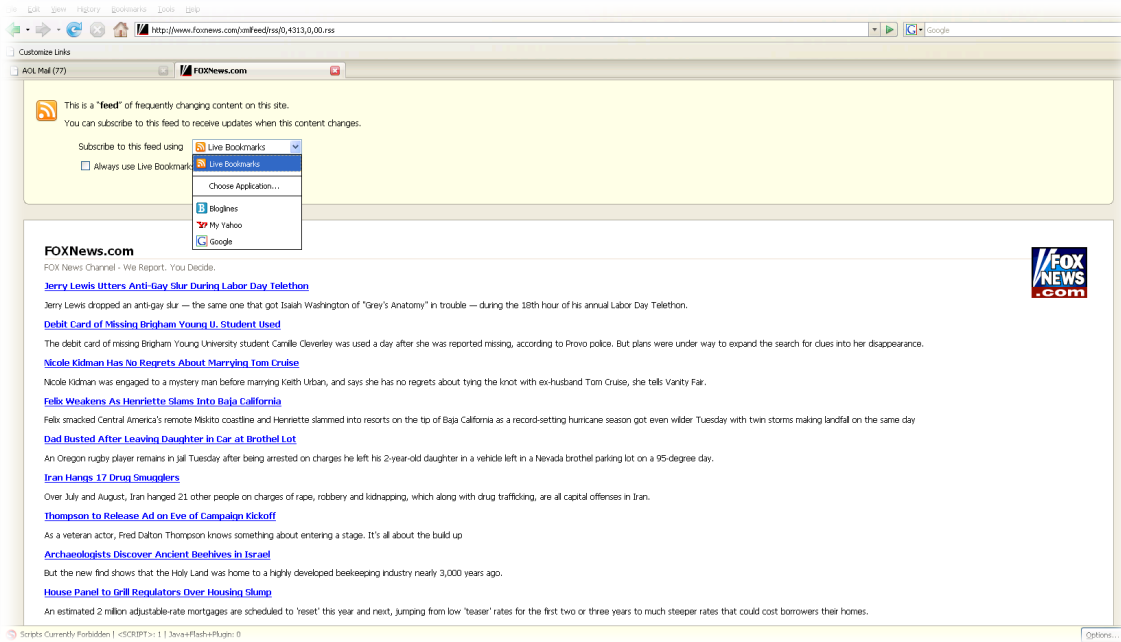 Edit View History Bookmarks Tools Help
http://www.foxnews.com/xmlfeed/rss/0,4313,0,00.rss
Google
Customize Links
AOL Mail (77)
FOXNews.com
This is a "feed" of frequently changing content on this site.
You can subscribe to this feed to receive updates when this content changes.
Subscribe to this feed using Live Bookmarks
Always use Live Bookmarks
Live Bookmarks
Choose Application...
Bloglines
My Yahoo
Google
FOXNews.com
FOX News Channel - We Report. You Decide.
FOX
NEWS
.com
Jerry Lewis Utters Anti-Gay Slur During Labor Day Telethon
Jerry Lewis dropped an anti-gay slur — the same one that got Isaiah Washington of "Grey's Anatomy" in trouble — during the 18th hour of his annual Labor Day Telethon.
Debit Card of Missing Brigham Young U. Student Used
The debit card of missing Brigham Young University student Camille Cleverley was used a day after she was reported missing, according to Provo police. But plans were under way to expand the search for clues into her disappearance.
Nicole Kidman Has No Regrets About Marrying Tom Cruise
Nicole Kidman was engaged to a mystery man before marrying Keith Urban, and says she has no regrets about tying the knot with ex-husband Tom Cruise, she tells Vanity Fair.
Felix Weakens As Henriette Slams Into Baja California
Felix smacked Central America's remote Miskito coastline and Henriette slammed into resorts on the tip of Baja California as a record-setting hurricane season got even wilder Tuesday with twin storms making landfall on the same day
Dad Busted After Leaving Daughter in Car at Brothel Lot
An Oregon rugby player remains in jail Tuesday after being arrested on charges he left his 2-year-old daughter in a vehicle left in a Nevada brothel parking lot on a 95-degree day.
Iran Hangs 17 Drug Smugglers
Over July and August, Iran hanged 21 other people on charges of rape, robbery and kidnapping, which along with drug trafficking, are all capital offenses in Iran.
Thompson to Release Ad on Eve of Campaign Kickoff
As a veteran actor, Fred Dalton Thompson knows something about entering a stage. It's all about the build up
Archaeologists Discover Ancient Beehives in Israel
But the new find shows that the Holy Land was home to a highly developed beekeeping industry nearly 3,000 years ago.
House Panel to Grill Regulators Over Housing Slump
An estimated 2 million adjustable-rate mortgages are scheduled to 'reset' this year and next, jumping from low 'teaser' rates for the first two or three years to much steeper rates that could cost borrowers their homes.
Scripts Currently Forbidden | <SCRIPT>: 1 | Java+Flash+Plugin: 0
Options...